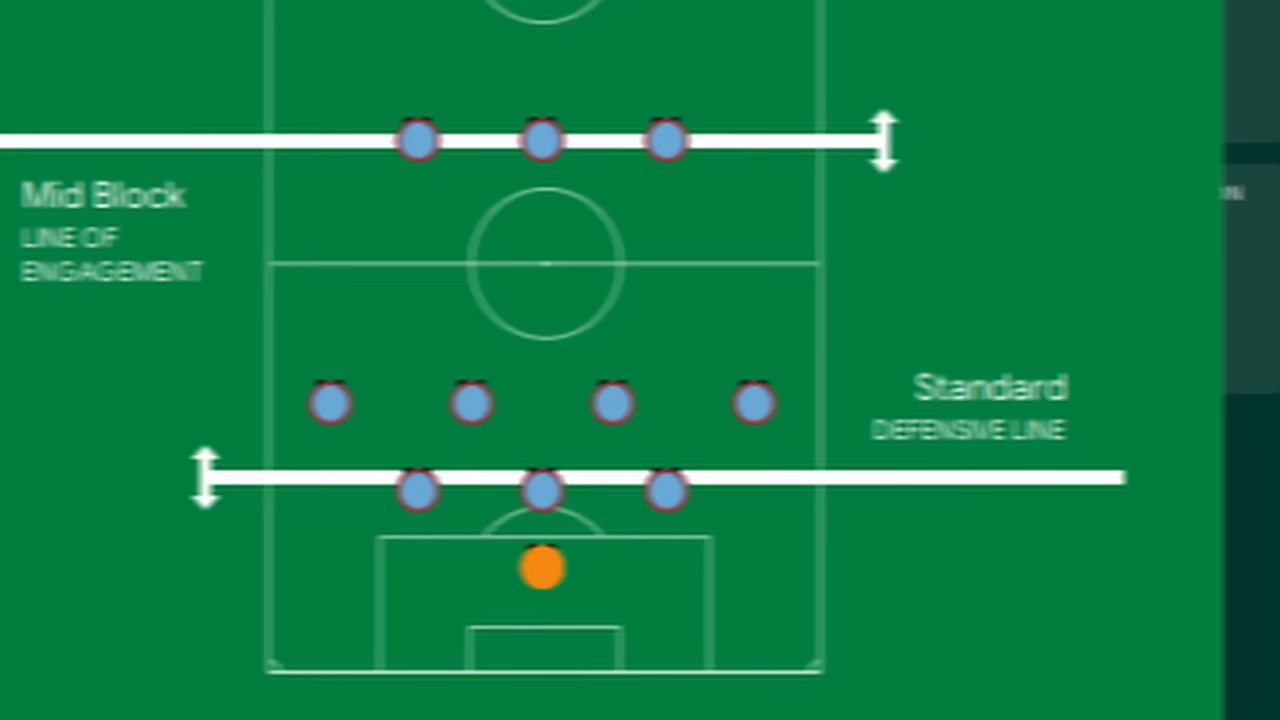 Mid Block
LINE OF
ENGAGEMENT
Standard
DEFENSIVE LINE